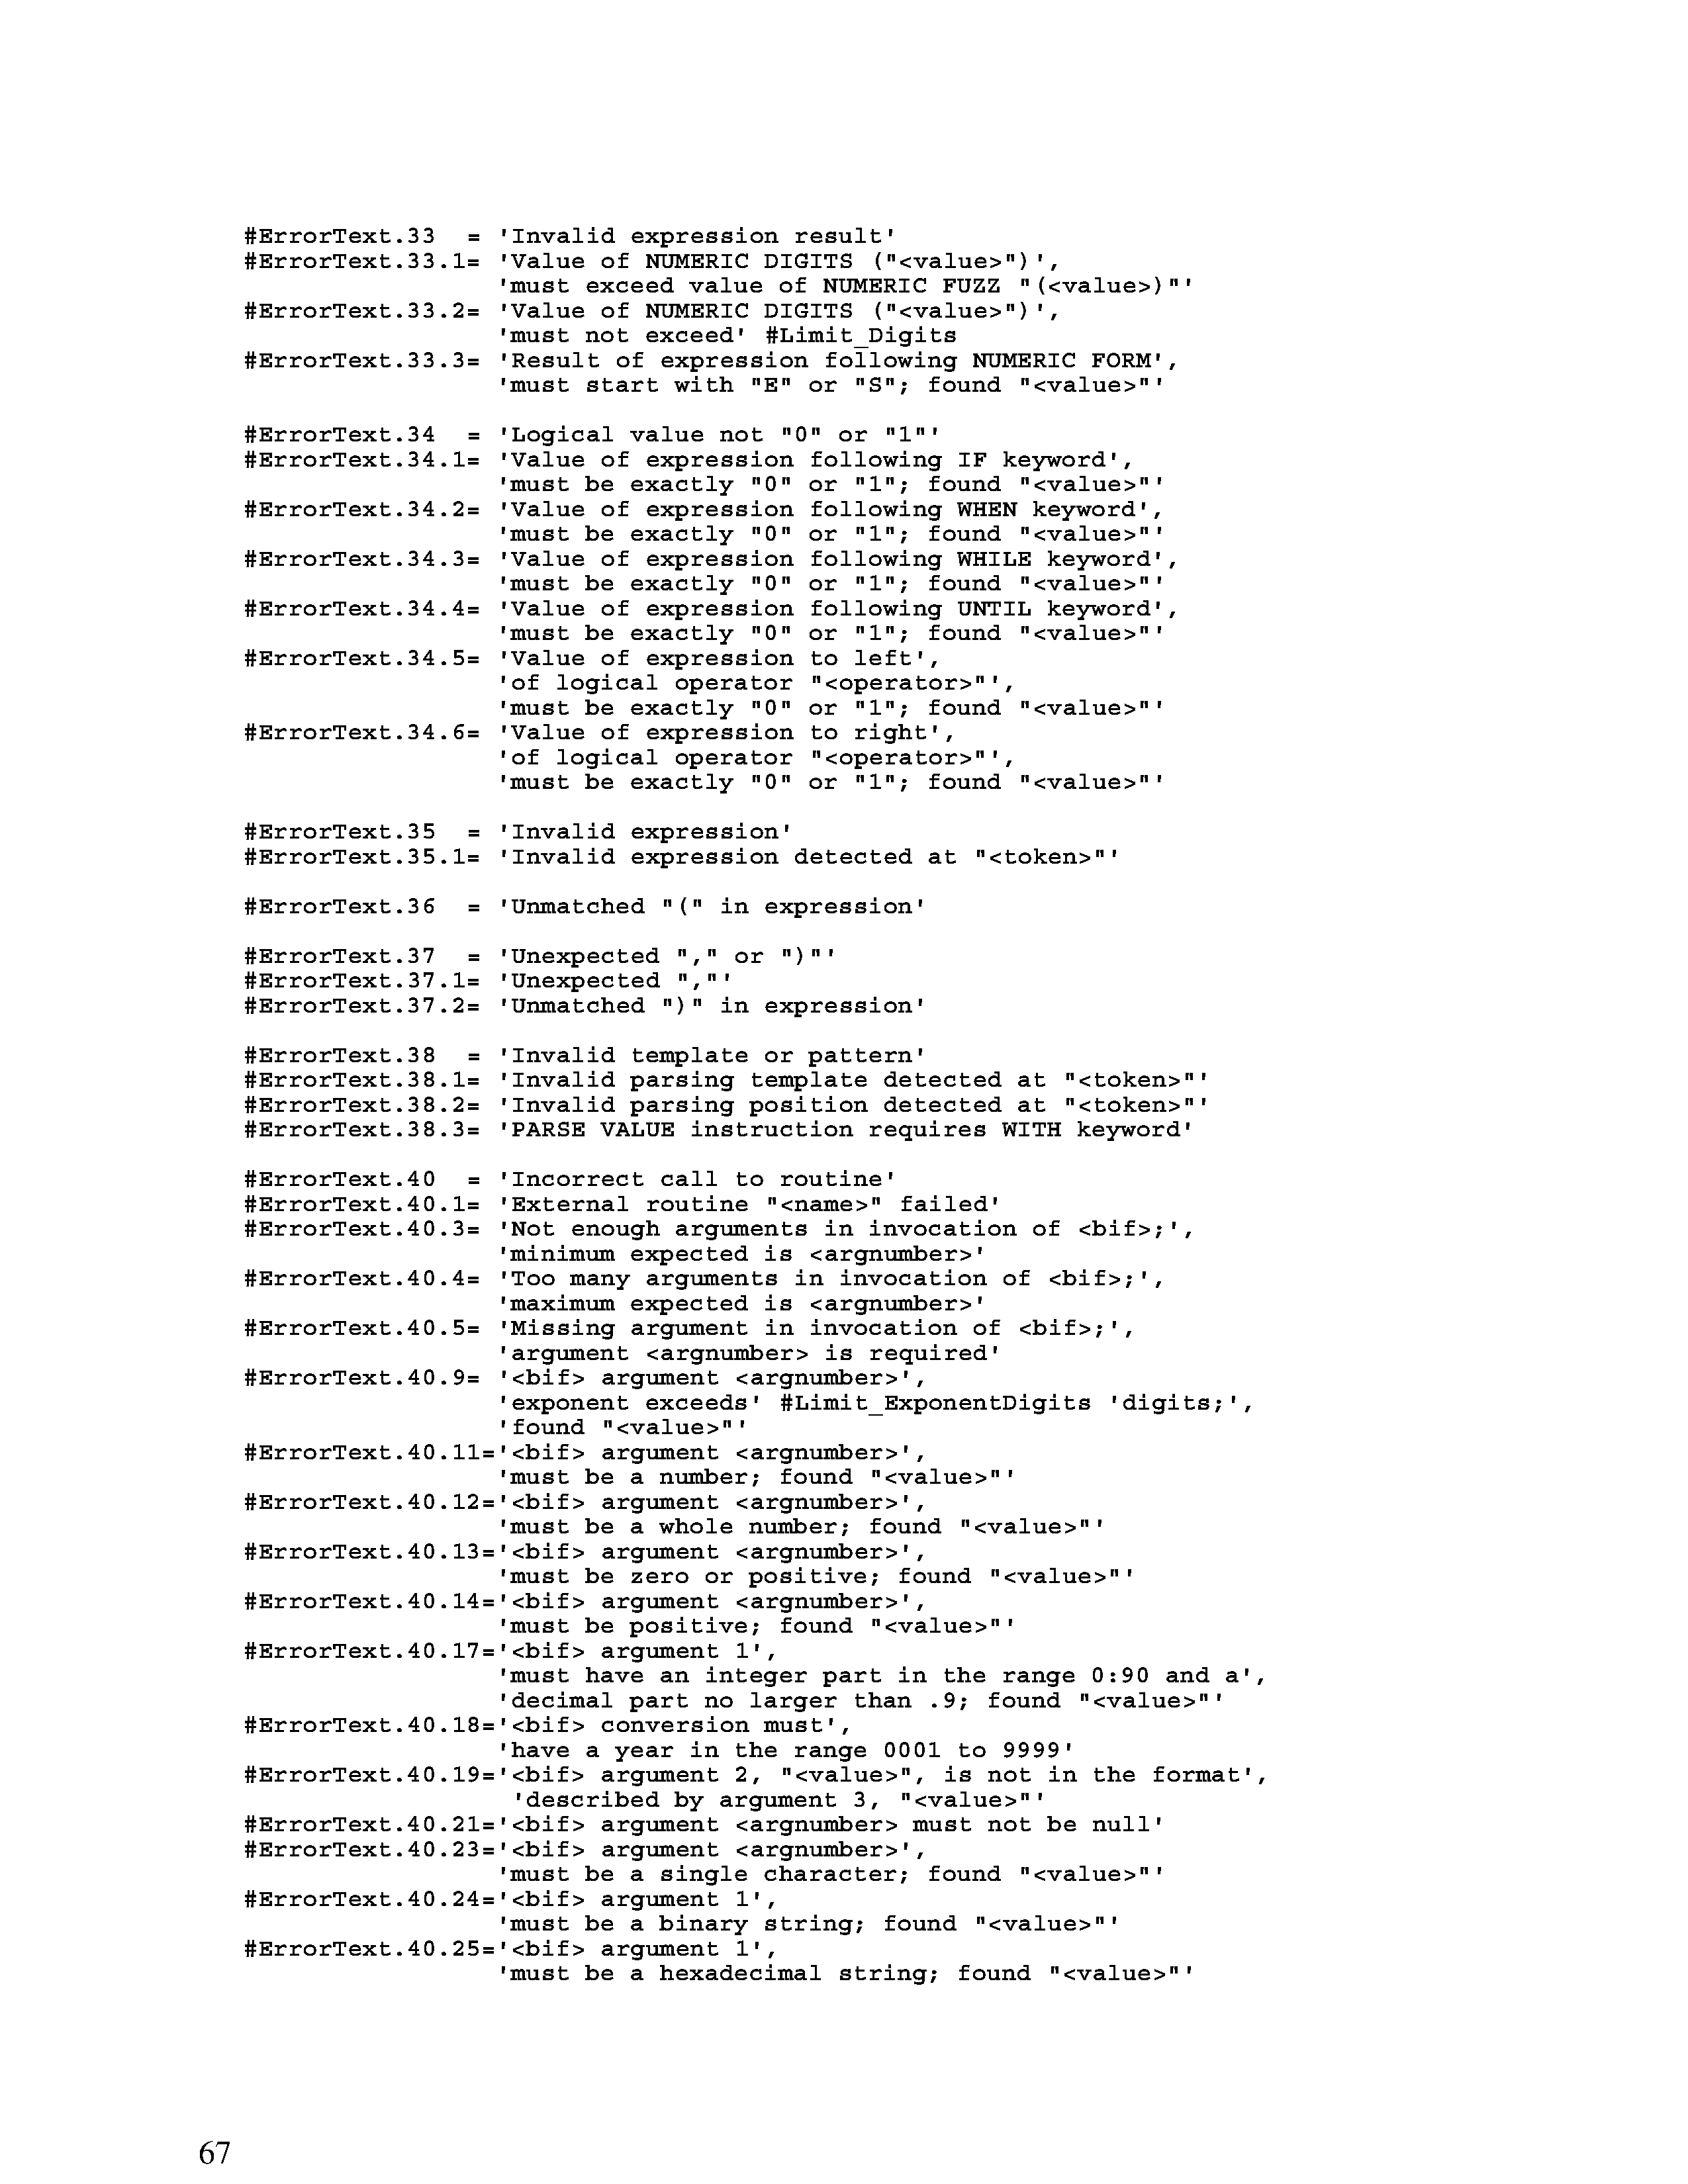 #ErrorText.33  = 'Invalid expression result'
#ErrorText.33.1= 'Value of NUMERIC DIGITS ("<value>")',
                 'must exceed value of NUMERIC FUZZ "(<value>)"'
#ErrorText.33.2= 'Value of NUMERIC DIGITS ("<value>")',
                 'must not exceed' #Limit_Digits
#ErrorText.33.3= 'Result of expression following NUMERIC FORM',
                 'must start with "E" or "S"; found "<value>"'

#ErrorText.34  = 'Logical value not "0" or "1"'
#ErrorText.34.1= 'Value of expression following IF keyword',
                 'must be exactly "0" or "1"; found "<value>"'
#ErrorText.34.2= 'Value of expression following WHEN keyword',
                 'must be exactly "0" or "1"; found "<value>"'
#ErrorText.34.3= 'Value of expression following WHILE keyword',
                 'must be exactly "0" or "1"; found "<value>"'
#ErrorText.34.4= 'Value of expression following UNTIL keyword',
                 'must be exactly "0" or "1"; found "<value>"'
#ErrorText.34.5= 'Value of expression to left',
                 'of logical operator "<operator>"',
                 'must be exactly "0" or "1"; found "<value>"'
#ErrorText.34.6= 'Value of expression to right',
                 'of logical operator "<operator>"',
                 'must be exactly "0" or "1"; found "<value>"'

#ErrorText.35  = 'Invalid expression'
#ErrorText.35.1= 'Invalid expression detected at "<token>"'

#ErrorText.36  = 'Unmatched "(" in expression'

#ErrorText.37  = 'Unexpected "," or ")"'
#ErrorText.37.1= 'Unexpected ","'
#ErrorText.37.2= 'Unmatched ")" in expression'

#ErrorText.38  = 'Invalid template or pattern'
#ErrorText.38.1= 'Invalid parsing template detected at "<token>"'
#ErrorText.38.2= 'Invalid parsing position detected at "<token>"'
#ErrorText.38.3= 'PARSE VALUE instruction requires WITH keyword'

#ErrorText.40  = 'Incorrect call to routine'
#ErrorText.40.1= 'External routine "<name>" failed'
#ErrorText.40.3= 'Not enough arguments in invocation of <bif>;',
                 'minimum expected is <argnumber>'
#ErrorText.40.4= 'Too many arguments in invocation of <bif>;',
                 'maximum expected is <argnumber>'
#ErrorText.40.5= 'Missing argument in invocation of <bif>;',
                 'argument <argnumber> is required'
#ErrorText.40.9= '<bif> argument <argnumber>',
                 'exponent exceeds' #Limit_ExponentDigits 'digits;',
                 'found "<value>"'
#ErrorText.40.11='<bif> argument <argnumber>',
                 'must be a number; found "<value>"'
#ErrorText.40.12='<bif> argument <argnumber>',
                 'must be a whole number; found "<value>"'
#ErrorText.40.13='<bif> argument <argnumber>',
                 'must be zero or positive; found "<value>"'
#ErrorText.40.14='<bif> argument <argnumber>',
                 'must be positive; found "<value>"'
#ErrorText.40.17='<bif> argument 1',
                 'must have an integer part in the range 0:90 and a',
                 'decimal part no larger than .9; found "<value>"'
#ErrorText.40.18='<bif> conversion must',
                 'have a year in the range 0001 to 9999'
#ErrorText.40.19='<bif> argument 2, "<value>", is not in the format',
                  'described by argument 3, "<value>"'
#ErrorText.40.21='<bif> argument <argnumber> must not be null'
#ErrorText.40.23='<bif> argument <argnumber>',
                 'must be a single character; found "<value>"'
#ErrorText.40.24='<bif> argument 1',
                 'must be a binary string; found "<value>"'
#ErrorText.40.25='<bif> argument 1',
                 'must be a hexadecimal string; found "<value>"'

67